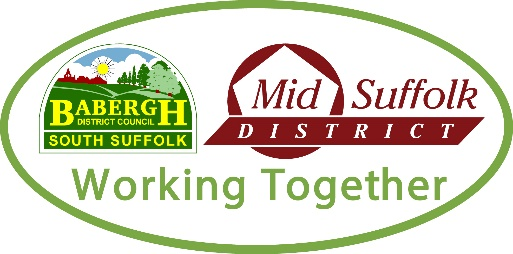 BABERGH
DISTRICT COUNCIL
SOUTH SUFFOLK
Mid Suffolk
DISTRICT
Working Together